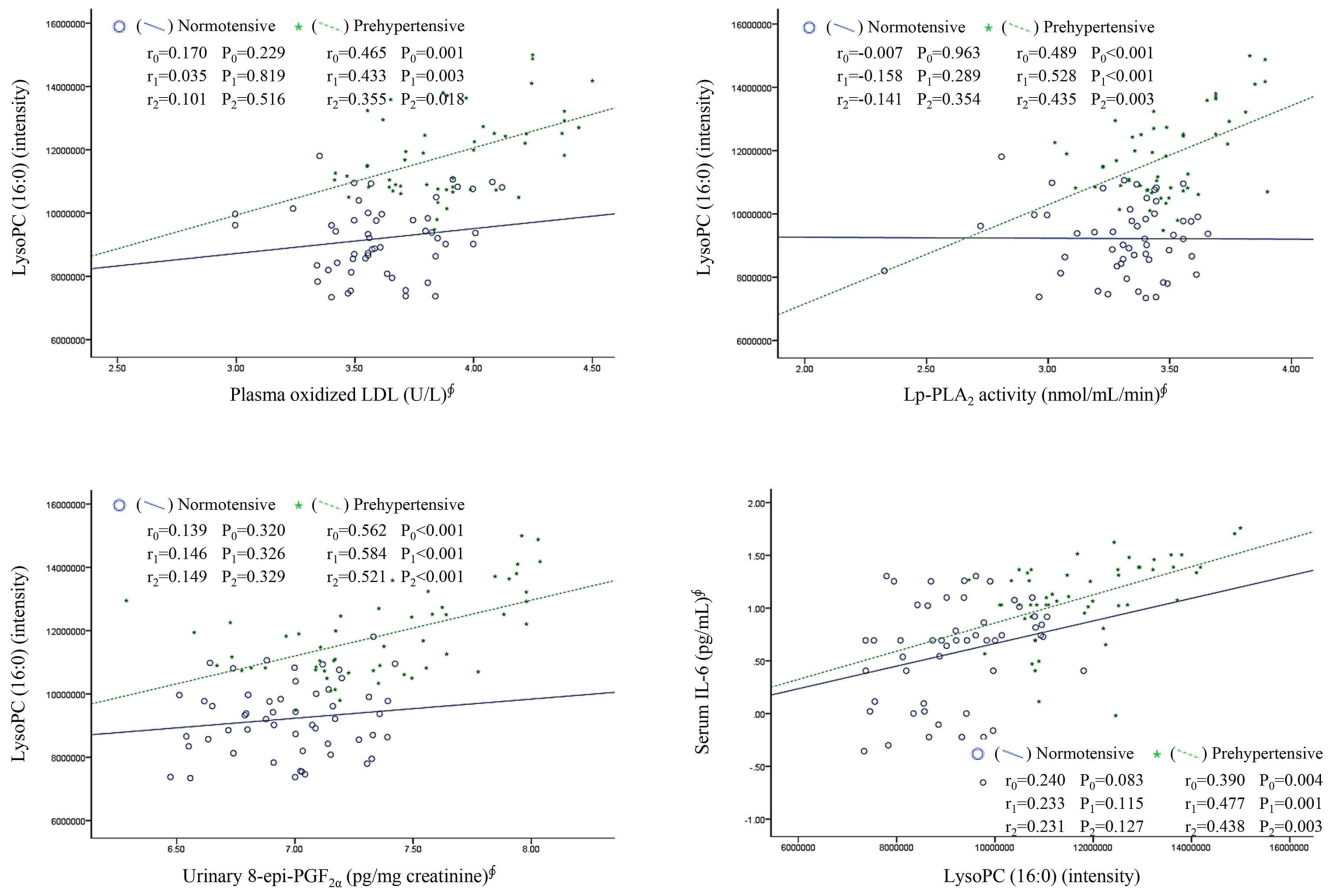 ( ) Normotensive ★ ( ) Prehypertensive
r₀=0.170 P₀=0.229 r₀=0.465 P₀=0.001
r₁=0.035 P₁=0.819 r₁=0.433 P₁=0.003
r₂=0.101 P₂=0.516 r₂=0.355 P₂=0.018
LysoPC (16:0) (intensity)
16000000
14000000
12000000
10000000
8000000
6000000
2.50 3.00 3.50 4.00 4.50
Plasma oxidized LDL (U/L)∮
( ) Normotensive ★ ( ) Prehypertensive
r₀=-0.007 P₀=0.963 r₀=0.489 P₀<0.001
r₁=-0.158 P₁=0.289 r₁=0.528 P₁<0.001
r₂=-0.141 P₂=0.354 r₂=0.435 P₂=0.003
LysoPC (16:0) (intensity)
16000000
14000000
12000000
10000000
8000000
6000000
2.00 2.50 3.00 3.50 4.00
Lp-PLA₂ activity (nmol/mL/min)∮
( ) Normotensive ★ ( ) Prehypertensive
r₀=0.139 P₀=0.320 r₀=0.562 P₀<0.001
r₁=0.146 P₁=0.326 r₁=0.584 P₁<0.001
r₂=0.149 P₂=0.329 r₂=0.521 P₂<0.001
LysoPC (16:0) (intensity)
16000000
14000000
12000000
10000000
8000000
6000000
6.50 7.00 7.50 8.00
Urinary 8-epi-PGF₂α (pg/mg creatinine)∮
Serum IL-6 (pg/mL)∮
2.00
1.50
1.00
.50
.00
-.50
-1.00
( ) Normotensive ★ ( ) Prehypertensive
r₀=0.240 P₀=0.083 r₀=0.390 P₀=0.004
r₁=0.233 P₁=0.115 r₁=0.477 P₁=0.001
r₂=0.231 P₂=0.127 r₂=0.438 P₂=0.003
6000000 8000000 10000000 12000000 14000000 16000000
LysoPC (16:0) (intensity)